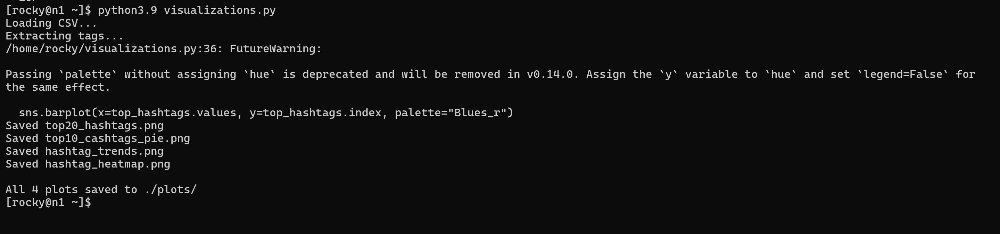 [rocky@n1 ~]$ python3.9 visualizations.py
Loading CSV...
Extracting tags...
/home/rocky/visualizations.py:36: FutureWarning:
Passing `palette` without assigning `hue` is deprecated and will be removed in v0.14.0. Assign the `y` variable to `hue` and set `legend=False` for
the same effect.
  sns.barplot(x=top_hashtags.values, y=top_hashtags.index, palette="Blues_r")
Saved top20_hashtags.png
Saved top10_cashtags_pie.png
Saved hashtag_trends.png
Saved hashtag_heatmap.png
All 4 plots saved to ./plots/
[rocky@n1 ~]$